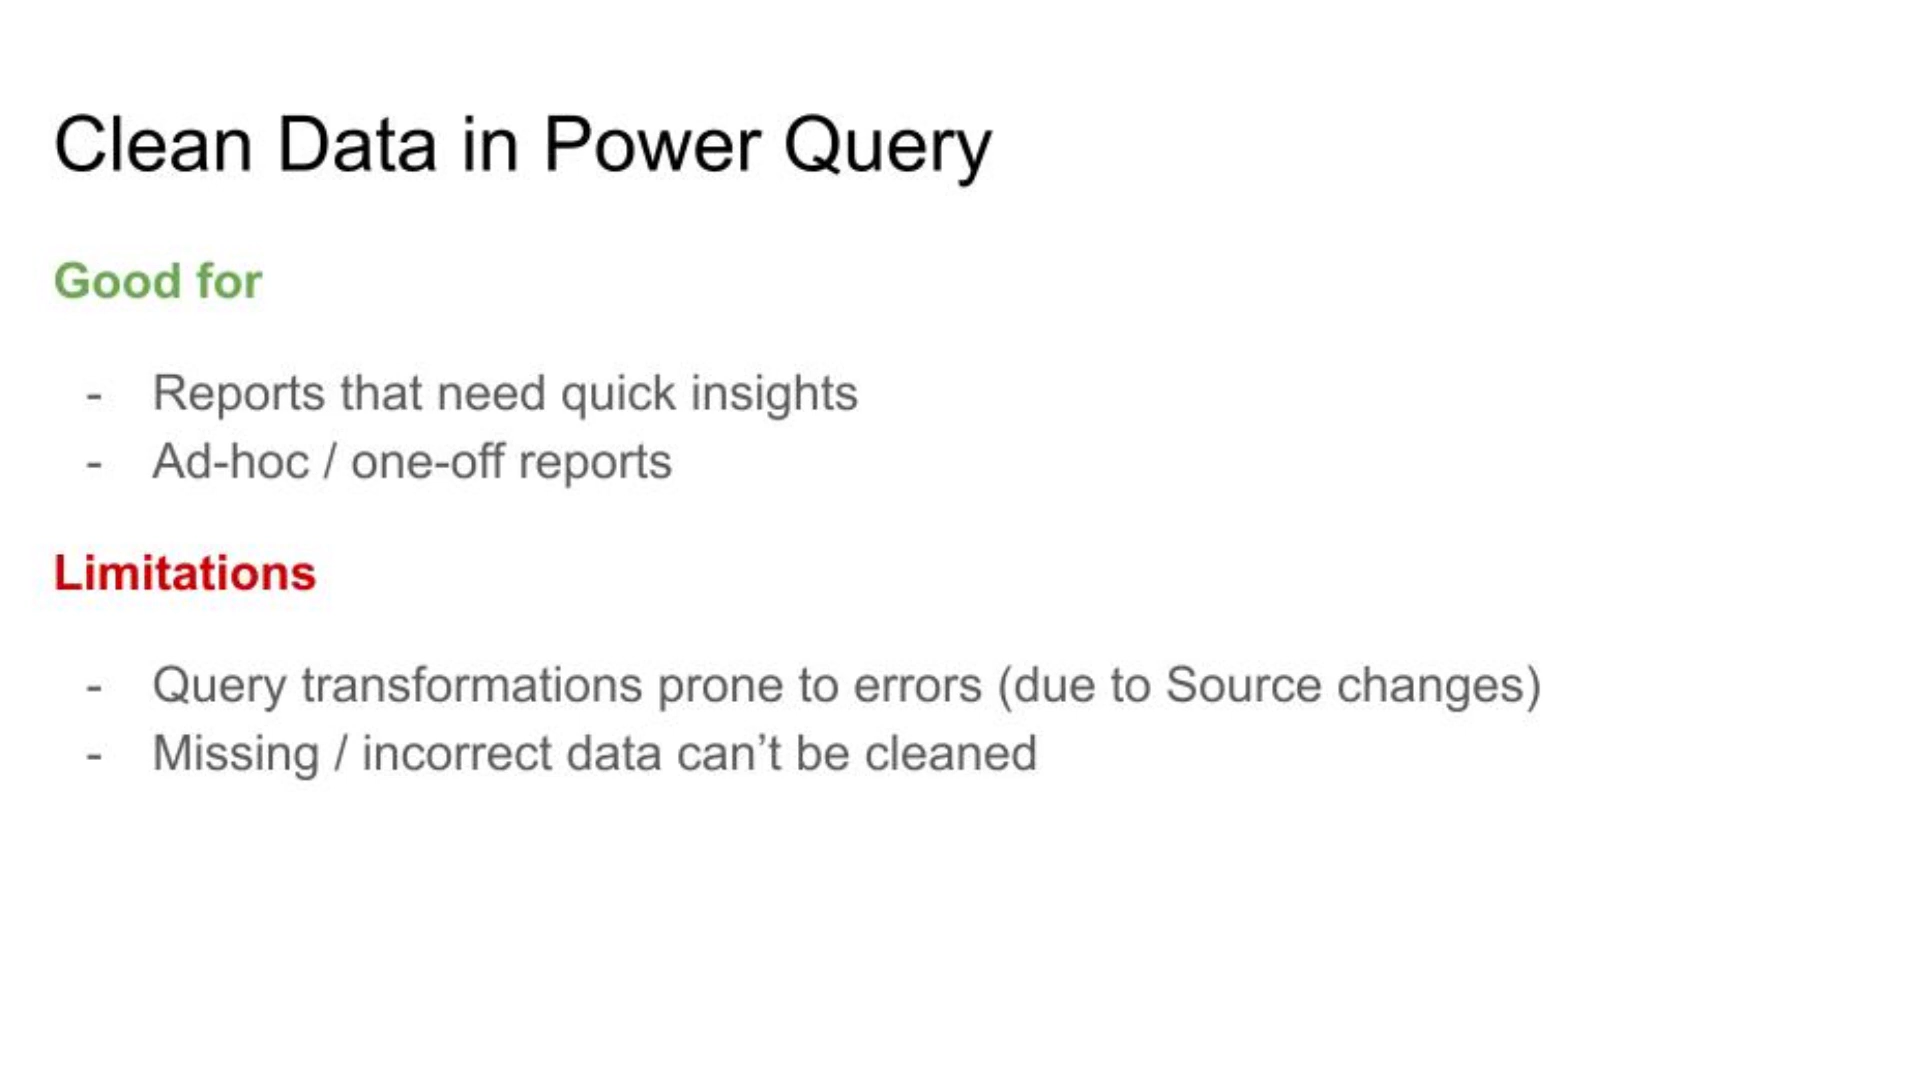 Clean Data in Power Query
Good for
- Reports that need quick insights
- Ad-hoc / one-off reports
Limitations
- Query transformations prone to errors (due to Source changes)
- Missing / incorrect data can’t be cleaned